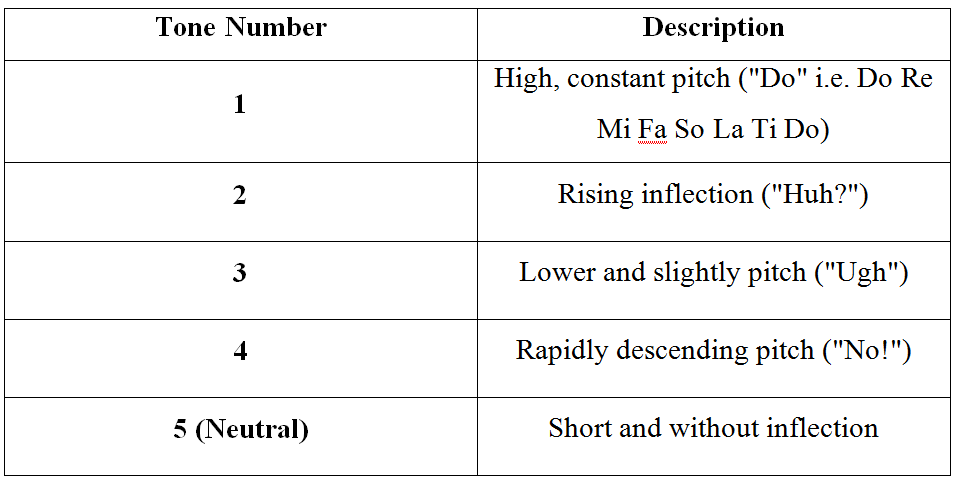 Tone Number
Description
1
High, constant pitch ("Do" i.e. Do Re
Mi Fa So La Ti Do)
2
Rising inflection ("Huh?")
3
Lower and slightly pitch ("Ugh")
4
Rapidly descending pitch ("No!")
5 (Neutral)
Short and without inflection